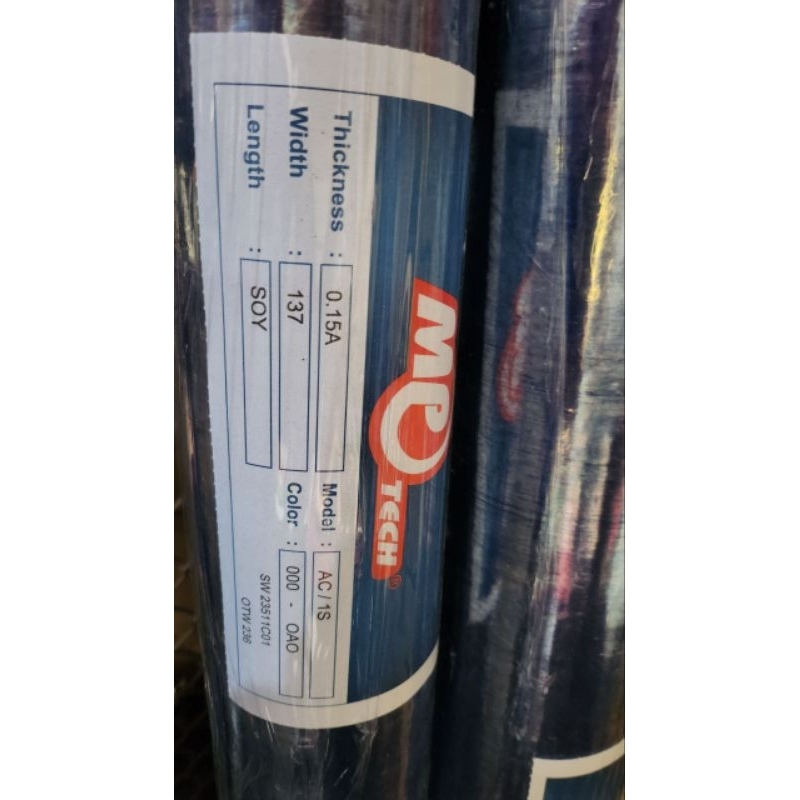 MP TECH®
Thickness : 0.15A Model : AC / 1S
Width : 137 Color : 000 - OAO
Length : SOY
SW 23511C01
OTW 236